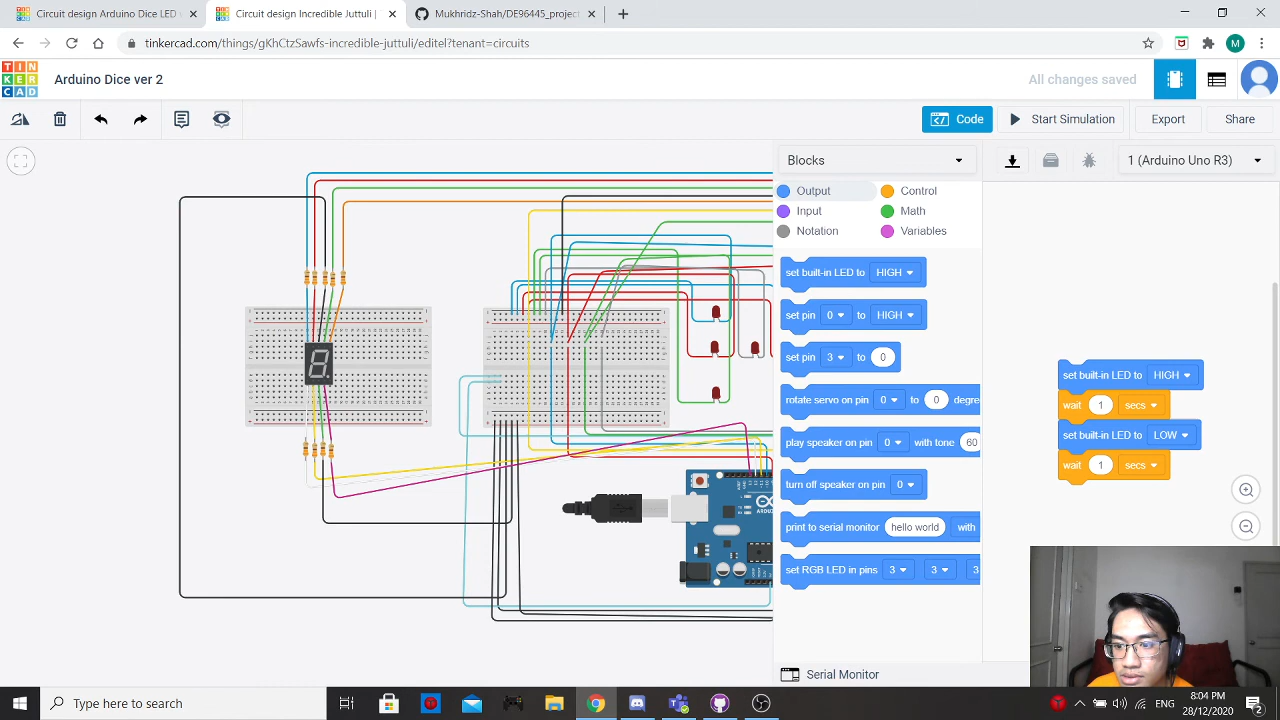 Circuit design Arduino Dice LED v
Circuit design Incredible Juttuli |
Mukhridz-Shah/DE96445_project
tinkercad.com/things/gKhCtzSawfs-incredible-juttuli/editel?tenant=circuits
M
TIN
KER
CAD
Arduino Dice ver 2
All changes saved
Code
Start Simulation
Export
Share
Blocks
1 (Arduino Uno R3)
Output
Control
Input
Math
Notation
Variables
set built-in LED to HIGH
set pin 0 to HIGH
set pin 3 to 0
rotate servo on pin 0 to 0 degre
play speaker on pin 0 with tone 60
turn off speaker on pin 0
print to serial monitor hello world with
set RGB LED in pins 3 3 3
set built-in LED to HIGH
wait 1 secs
set built-in LED to LOW
wait 1 secs
Serial Monitor
Type here to search
8:04 PM
28/12/2020
2